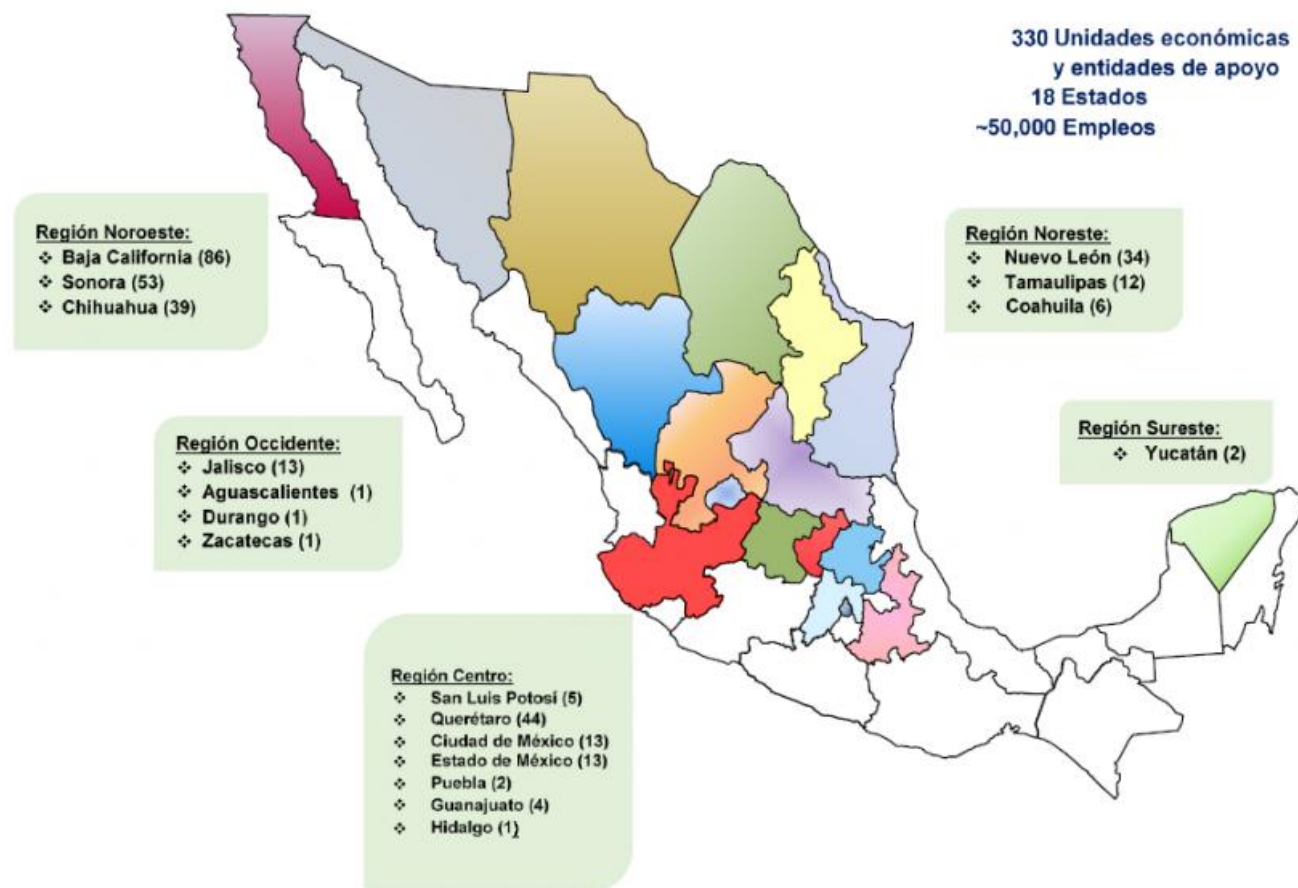 330 Unidades económicas
y entidades de apoyo
18 Estados
~50,000 Empleos
Región Noroeste:
❖ Baja California (86)
❖ Sonora (53)
❖ Chihuahua (39)
Región Noreste:
❖ Nuevo León (34)
❖ Tamaulipas (12)
❖ Coahuila (6)
Región Occidente:
❖ Jalisco (13)
❖ Aguascalientes (1)
❖ Durango (1)
❖ Zacatecas (1)
Región Sureste:
❖ Yucatán (2)
Región Centro:
❖ San Luis Potosí (5)
❖ Querétaro (44)
❖ Ciudad de México (13)
❖ Estado de México (13)
❖ Puebla (2)
❖ Guanajuato (4)
❖ Hidalgo (1)